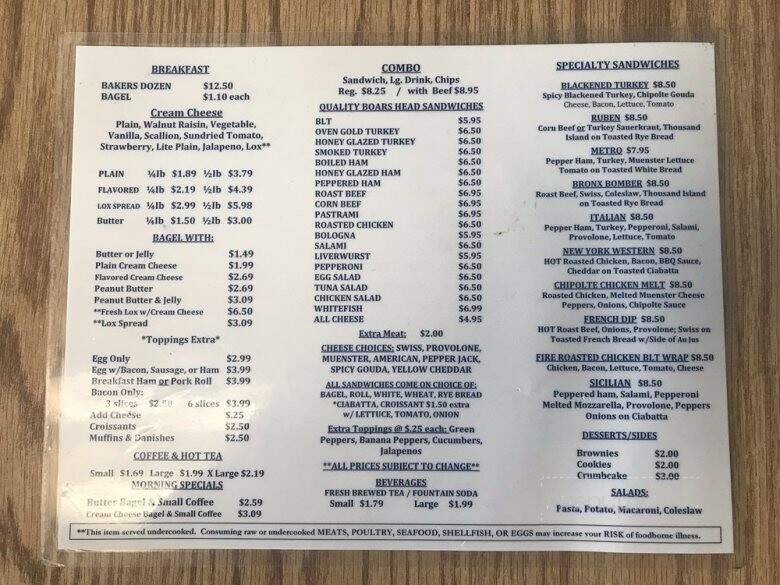 BREAKFAST
BAKERS DOZEN $12.50
BAGEL $1.10 each
Cream Cheese
Plain, Walnut Raisin, Vegetable,
Vanilla, Scallion, Sundried Tomato,
Strawberry, Lite Plain, Jalapeno, Lox**
PLAIN ¼lb $1.89 ½lb $3.79
FLAVORED ¼lb $2.19 ½lb $4.39
LOX SPREAD ¼lb $2.99 ½lb $5.98
Butter ¼lb $1.50 ½lb $3.00
BAGEL WITH:
Butter or Jelly $1.49
Plain Cream Cheese $1.99
Flavored Cream Cheese $2.69
Peanut Butter $2.69
Peanut Butter & Jelly $3.09
**Fresh Lox w/Cream Cheese $6.50
**Lox Spread $3.09
*Toppings Extra*
Egg Only $2.99
Egg w/Bacon, Sausage, or Ham $3.99
Breakfast Ham or Pork Roll $3.99
Bacon Only:
3 slices $2.50 6 slices $3.99
Add Cheese $.25
Croissants $2.50
Muffins & Danishes $2.50
COFFEE & HOT TEA
Small $1.69 Large $1.99 X Large $2.19
MORNING SPECIALS
Butter Bagel & Small Coffee $2.59
Cream Cheese Bagel & Small Coffee $3.09
COMBO
Sandwich, Lg. Drink, Chips
Reg. $8.25 / with Beef $8.95
QUALITY BOARS HEAD SANDWICHES
BLT $5.95
OVEN GOLD TURKEY $6.50
HONEY GLAZED TURKEY $6.50
SMOKED TURKEY $6.50
BOILED HAM $6.50
HONEY GLAZED HAM $6.50
PEPPERED HAM $6.50
ROAST BEEF $6.95
CORN BEEF $6.95
PASTRAMI $6.95
ROASTED CHICKEN $6.50
BOLOGNA $5.95
SALAMI $6.50
LIVERWURST $5.95
PEPPERONI $6.50
EGG SALAD $6.50
TUNA SALAD $6.50
CHICKEN SALAD $6.50
WHITEFISH $6.99
ALL CHEESE $4.95
Extra Meat: $2.00
CHEESE CHOICES: SWISS, PROVOLONE,
MUENSTER, AMERICAN, PEPPER JACK,
SPICY GOUDA, YELLOW CHEDDAR
ALL SANDWICHES COME ON CHOICE OF:
BAGEL, ROLL, WHITE, WHEAT, RYE BREAD
*CIABATTA, CROISSANT $1.50 extra
w/ LETTUCE, TOMATO, ONION
Extra Toppings @ $.25 each: Green
Peppers, Banana Peppers, Cucumbers,
Jalapenos
**ALL PRICES SUBJECT TO CHANGE**
BEVERAGES
FRESH BREWED TEA / FOUNTAIN SODA
Small $1.79 Large $1.99
SPECIALTY SANDWICHES
BLACKENED TURKEY $8.50
Spicy Blackened Turkey, Chipolte Gouda
Cheese, Bacon, Lettuce, Tomato
RUBEN $8.50
Corn Beef or Turkey Sauerkraut, Thousand
Island on Toasted Rye Bread
METRO $7.95
Pepper Ham, Turkey, Muenster Lettuce
Tomato on Toasted White Bread
BRONX BOMBER $8.50
Roast Beef, Swiss, Coleslaw, Thousand Island
on Toasted Rye Bread
ITALIAN $8.50
Pepper Ham, Turkey, Pepperoni, Salami,
Provolone, Lettuce, Tomato
NEW YORK WESTERN $8.50
HOT Roasted Chicken, Bacon, BBQ Sauce,
Cheddar on Toasted Ciabatta
CHIPOLTE CHICKEN MELT $8.50
Roasted Chicken, Melted Muenster Cheese
Peppers, Onions, Chipolte Sauce
FRENCH DIP $8.50
HOT Roast Beef, Onions, Provolone; Swiss on
Toasted French Bread w/Side of Au Jus
FIRE ROASTED CHICKEN BLT WRAP $8.50
Chicken, Bacon, Lettuce, Tomato, Cheese
SICILIAN $8.50
Peppered ham, Salami, Pepperoni
Melted Mozzarella, Provolone, Peppers
Onions on Ciabatta
DESSERTS/SIDES
Brownies $2.00
Cookies $2.00
Crumbcake $3.00
SALADS:
Pasta, Potato, Macaroni, Coleslaw
**This item served undercooked. Consuming raw or undercooked MEATS, POULTRY, SEAFOOD, SHELLFISH, OR EGGS may increase your RISK of foodborne illness.